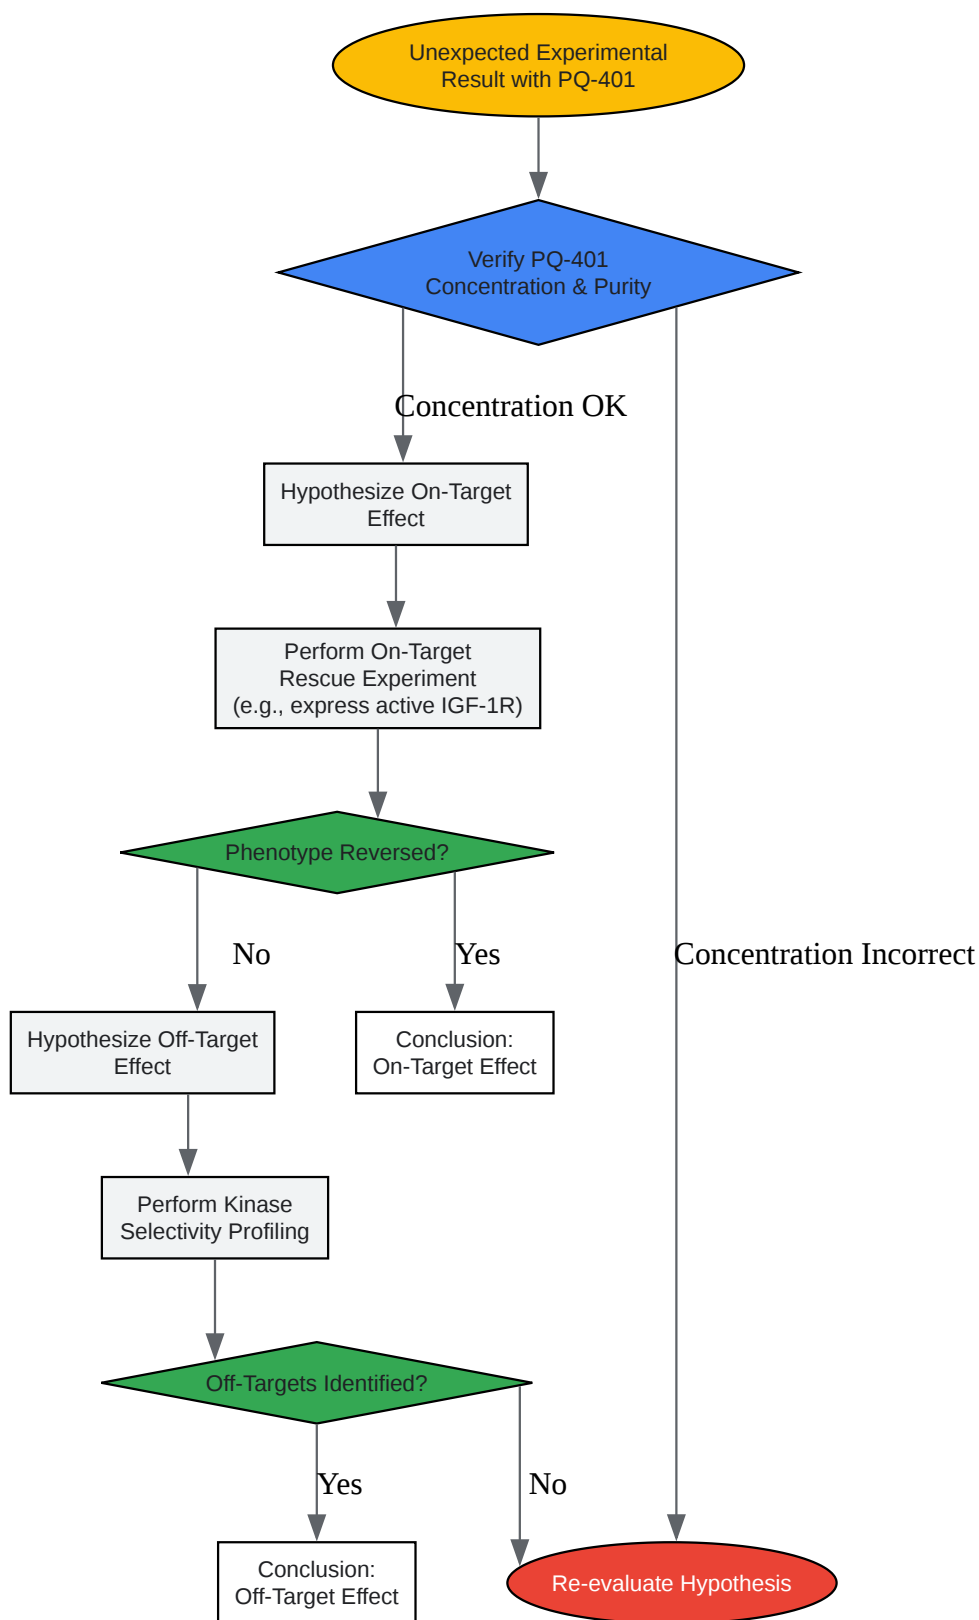 Unexpected Experimental
Result with PQ-401
Verify PQ-401
Concentration & Purity
Concentration OK
Hypothesize On-Target
Effect
Perform On-Target
Rescue Experiment
(e.g., express active IGF-1R)
Phenotype Reversed?
No
Yes
Concentration Incorrect
Hypothesize Off-Target
Effect
Conclusion:
On-Target Effect
Perform Kinase
Selectivity Profiling
Off-Targets Identified?
Yes
No
Conclusion:
Off-Target Effect
Re-evaluate Hypothesis